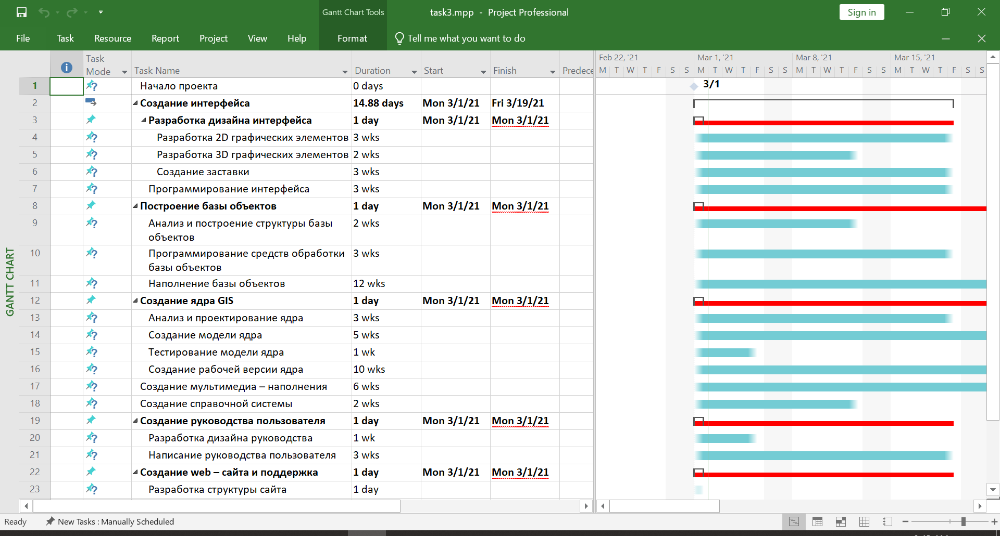 Gantt Chart Tools
task3.mpp - Project Professional
Sign in
File Task Resource Report Project View Help Format Tell me what you want to do
Task Mode Task Name Duration Start Finish Predece
Feb 22, '21 Mar 1, '21 Mar 8, '21 Mar 15, '21
M T W T F S S M T W T F S S M T W T F S S M T W T F S S
1 Начало проекта 0 days 3/1
2 Создание интерфейса 14.88 days Mon 3/1/21 Fri 3/19/21
3 Разработка дизайна интерфейса 1 day Mon 3/1/21 Mon 3/1/21
4 Разработка 2D графических элементов 3 wks
5 Разработка 3D графических элементов 2 wks
6 Создание заставки 3 wks
7 Программирование интерфейса 3 wks
8 Построение базы объектов 1 day Mon 3/1/21 Mon 3/1/21
9 Анализ и построение структуры базы 2 wks
объектов
10 Программирование средств обработки 3 wks
базы объектов
11 Наполнение базы объектов 12 wks
12 Создание ядра GIS 1 day Mon 3/1/21 Mon 3/1/21
13 Анализ и проектирование ядра 3 wks
14 Создание модели ядра 5 wks
15 Тестирование модели ядра 1 wk
16 Создание рабочей версии ядра 10 wks
17 Создание мультимедиа – наполнения 6 wks
18 Создание справочной системы 2 wks
19 Создание руководства пользователя 1 day Mon 3/1/21 Mon 3/1/21
20 Разработка дизайна руководства 1 wk
21 Написание руководства пользователя 3 wks
22 Создание web – сайта и поддержка 1 day Mon 3/1/21 Mon 3/1/21
23 Разработка структуры сайта 1 day
GANTT CHART
Ready New Tasks : Manually Scheduled